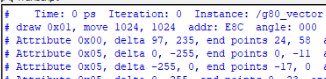 #    Time: 0 ps  Iteration: 0  Instance: /g80_vector
# draw 0x01, move 1024, 1024  addr: E8C  angle: 000
# Attribute 0x00, delta 97, 235, end points 24, 58
# Attribute 0x05, delta 0, -255, end points 0, -11
# Attribute 0x05, delta -255, 0, end points -17, 0